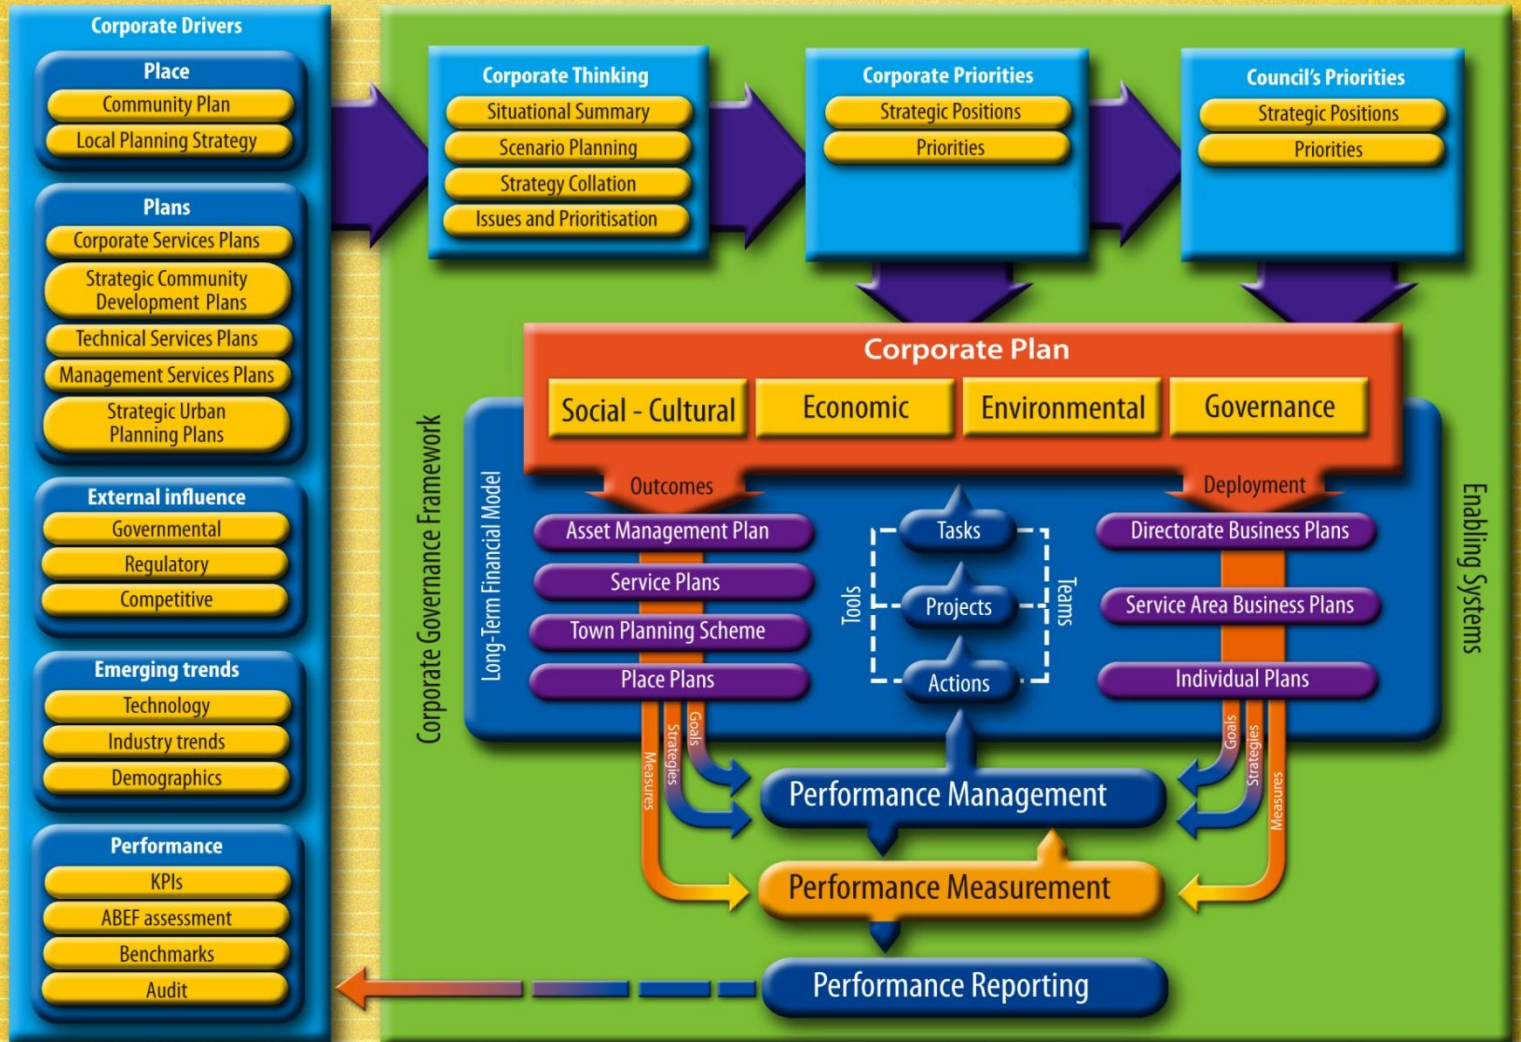 Corporate Drivers
Place
Community Plan
Local Planning Strategy
Plans
Corporate Services Plans
Strategic Community
Development Plans
Technical Services Plans
Management Services Plans
Strategic Urban
Planning Plans
External influence
Governmental
Regulatory
Competitive
Emerging trends
Technology
Industry trends
Demographics
Performance
KPIs
ABEF assessment
Benchmarks
Audit
Corporate Thinking
Situational Summary
Scenario Planning
Strategy Collation
Issues and Prioritisation
Corporate Priorities
Strategic Positions
Priorities
Council's Priorities
Strategic Positions
Priorities
Corporate Plan
Social - Cultural
Economic
Environmental
Governance
Corporate Governance Framework
Long-Term Financial Model
Outcomes
Asset Management Plan
Service Plans
Town Planning Scheme
Place Plans
Tools
Tasks
Projects
Actions
Teams
Deployment
Directorate Business Plans
Service Area Business Plans
Individual Plans
Enabling Systems
Measures
Strategies
Goals
Goals
Strategies
Measures
Performance Management
Performance Measurement
Performance Reporting